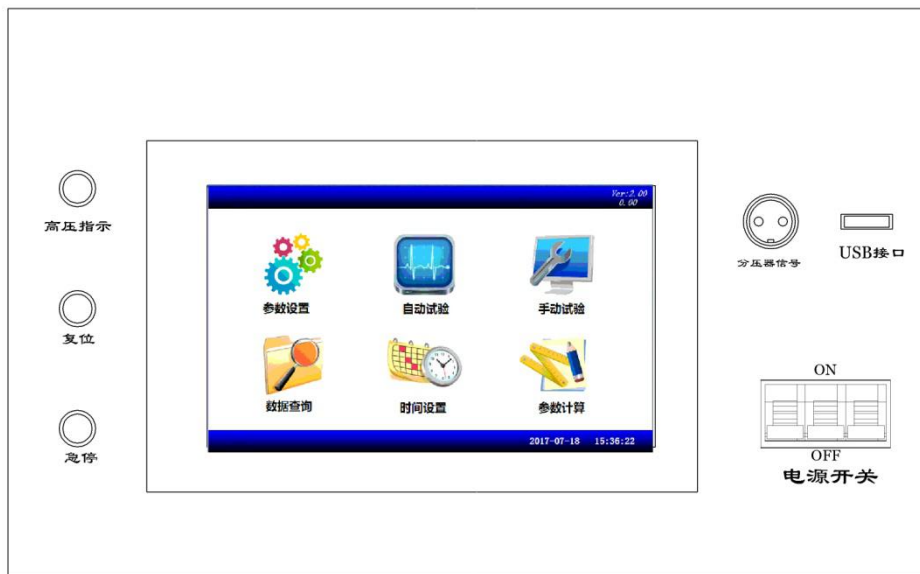 高压指示
复位
急停
Ver:2.00
0.00
参数设置
自动试验
手动试验
数据查询
时间设置
参数计算
2017-07-18 15:36:22
分压器信号
USB接口
ON
OFF
电源开关